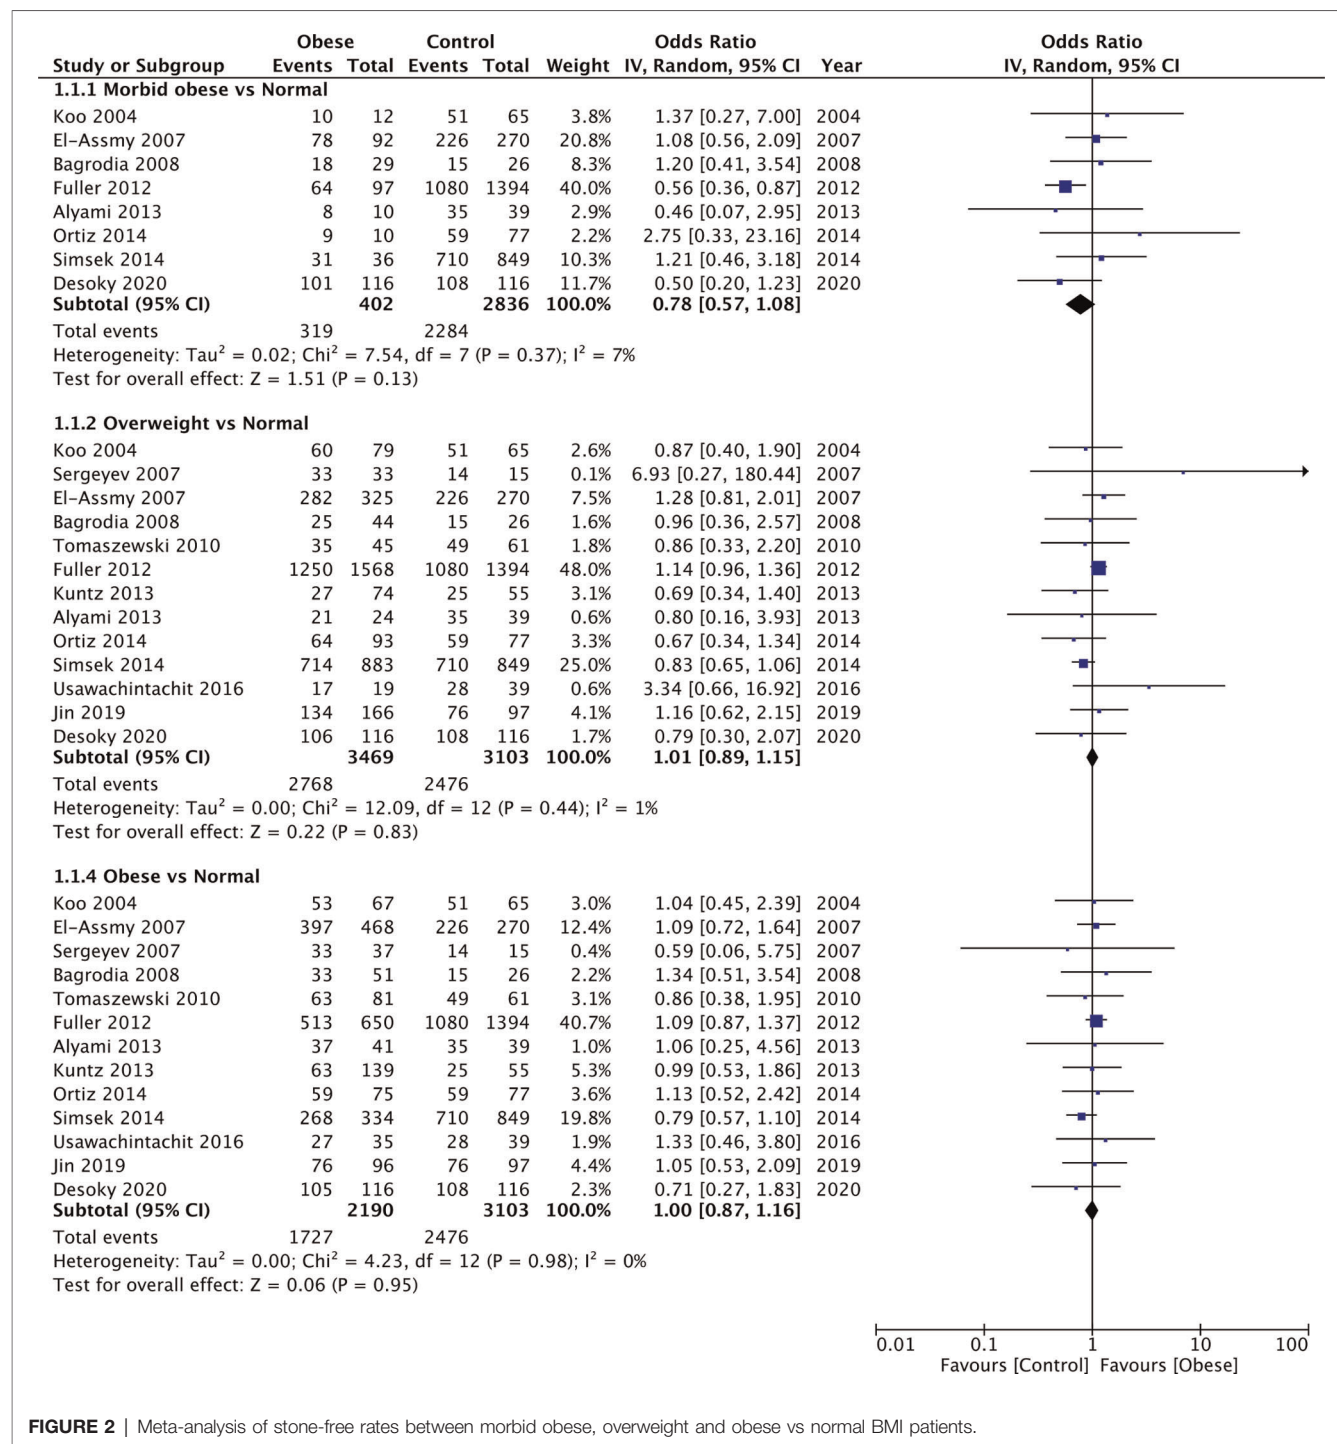 Obese Control Odds Ratio Odds Ratio
Study or Subgroup Events Total Events Total Weight IV, Random, 95% CI Year IV, Random, 95% CI
1.1.1 Morbid obese vs Normal
Koo 2004 10 12 51 65 3.8% 1.37 [0.27, 7.00] 2004
El-Assmy 2007 78 92 226 270 20.8% 1.08 [0.56, 2.09] 2007
Bagrodia 2008 18 29 15 26 8.3% 1.20 [0.41, 3.54] 2008
Fuller 2012 64 97 1080 1394 40.0% 0.56 [0.36, 0.87] 2012
Alyami 2013 8 10 35 39 2.9% 0.46 [0.07, 2.95] 2013
Ortiz 2014 9 10 59 77 2.2% 2.75 [0.33, 23.16] 2014
Simsek 2014 31 36 710 849 10.3% 1.21 [0.46, 3.18] 2014
Desoky 2020 101 116 108 116 11.7% 0.50 [0.20, 1.23] 2020
Subtotal (95% CI) 402 2836 100.0% 0.78 [0.57, 1.08]
Total events 319 2284
Heterogeneity: Tau² = 0.02; Chi² = 7.54, df = 7 (P = 0.37); I² = 7%
Test for overall effect: Z = 1.51 (P = 0.13)
1.1.2 Overweight vs Normal
Koo 2004 60 79 51 65 2.6% 0.87 [0.40, 1.90] 2004
Sergeyev 2007 33 33 14 15 0.1% 6.93 [0.27, 180.44] 2007
El-Assmy 2007 282 325 226 270 7.5% 1.28 [0.81, 2.01] 2007
Bagrodia 2008 25 44 15 26 1.6% 0.96 [0.36, 2.57] 2008
Tomaszewski 2010 35 45 49 61 1.8% 0.86 [0.33, 2.20] 2010
Fuller 2012 1250 1568 1080 1394 48.0% 1.14 [0.96, 1.36] 2012
Kuntz 2013 27 74 25 55 3.1% 0.69 [0.34, 1.40] 2013
Alyami 2013 21 24 35 39 0.6% 0.80 [0.16, 3.93] 2013
Ortiz 2014 64 93 59 77 3.3% 0.67 [0.34, 1.34] 2014
Simsek 2014 714 883 710 849 25.0% 0.83 [0.65, 1.06] 2014
Usawachintachit 2016 17 19 28 39 0.6% 3.34 [0.66, 16.92] 2016
Jin 2019 134 166 76 97 4.1% 1.16 [0.62, 2.15] 2019
Desoky 2020 106 116 108 116 1.7% 0.79 [0.30, 2.07] 2020
Subtotal (95% CI) 3469 3103 100.0% 1.01 [0.89, 1.15]
Total events 2768 2476
Heterogeneity: Tau² = 0.00; Chi² = 12.09, df = 12 (P = 0.44); I² = 1%
Test for overall effect: Z = 0.22 (P = 0.83)
1.1.4 Obese vs Normal
Koo 2004 53 67 51 65 3.0% 1.04 [0.45, 2.39] 2004
El-Assmy 2007 397 468 226 270 12.4% 1.09 [0.72, 1.64] 2007
Sergeyev 2007 33 37 14 15 0.4% 0.59 [0.06, 5.75] 2007
Bagrodia 2008 33 51 15 26 2.2% 1.34 [0.51, 3.54] 2008
Tomaszewski 2010 63 81 49 61 3.1% 0.86 [0.38, 1.95] 2010
Fuller 2012 513 650 1080 1394 40.7% 1.09 [0.87, 1.37] 2012
Alyami 2013 37 41 35 39 1.0% 1.06 [0.25, 4.56] 2013
Kuntz 2013 63 139 25 55 5.3% 0.99 [0.53, 1.86] 2013
Ortiz 2014 59 75 59 77 3.6% 1.13 [0.52, 2.42] 2014
Simsek 2014 268 334 710 849 19.8% 0.79 [0.57, 1.10] 2014
Usawachintachit 2016 27 35 28 39 1.9% 1.33 [0.46, 3.80] 2016
Jin 2019 76 96 76 97 4.4% 1.05 [0.53, 2.09] 2019
Desoky 2020 105 116 108 116 2.3% 0.71 [0.27, 1.83] 2020
Subtotal (95% CI) 2190 3103 100.0% 1.00 [0.87, 1.16]
Total events 1727 2476
Heterogeneity: Tau² = 0.00; Chi² = 4.23, df = 12 (P = 0.98); I² = 0%
Test for overall effect: Z = 0.06 (P = 0.95)
0.01 0.1 1 10 100
Favours [Control] Favours [Obese]
FIGURE 2 | Meta-analysis of stone-free rates between morbid obese, overweight and obese vs normal BMI patients.